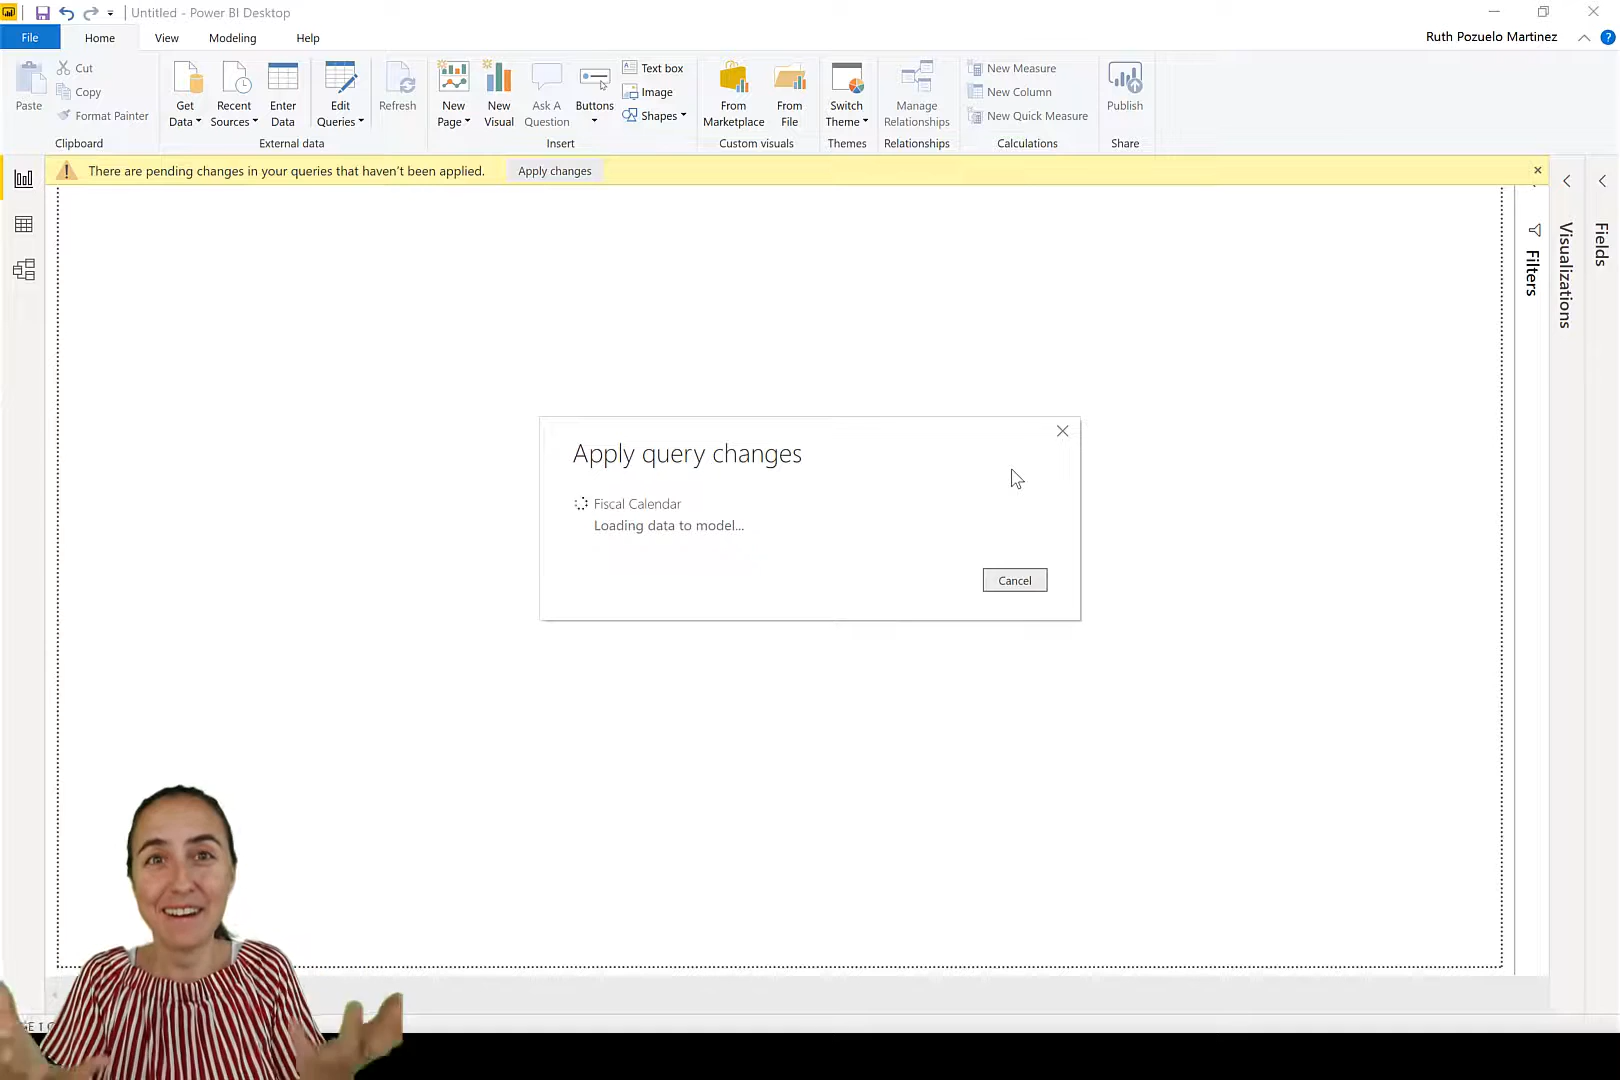 Untitled - Power BI Desktop
File Home View Modeling Help Ruth Pozuelo Martinez
Paste
Cut
Copy
Format Painter
Clipboard
Get Data
Recent Sources
Enter Data
Edit Queries
Refresh
External data
New Page
New Visual
Ask A Question
Buttons
Text box
Image
Shapes
Insert
From Marketplace
From File
Custom visuals
Switch Theme
Themes
Manage Relationships
Relationships
New Measure
New Column
New Quick Measure
Calculations
Publish
Share
There are pending changes in your queries that haven't been applied. Apply changes
Filters
Visualizations
Fields
Apply query changes
Fiscal Calendar
Loading data to model...
Cancel